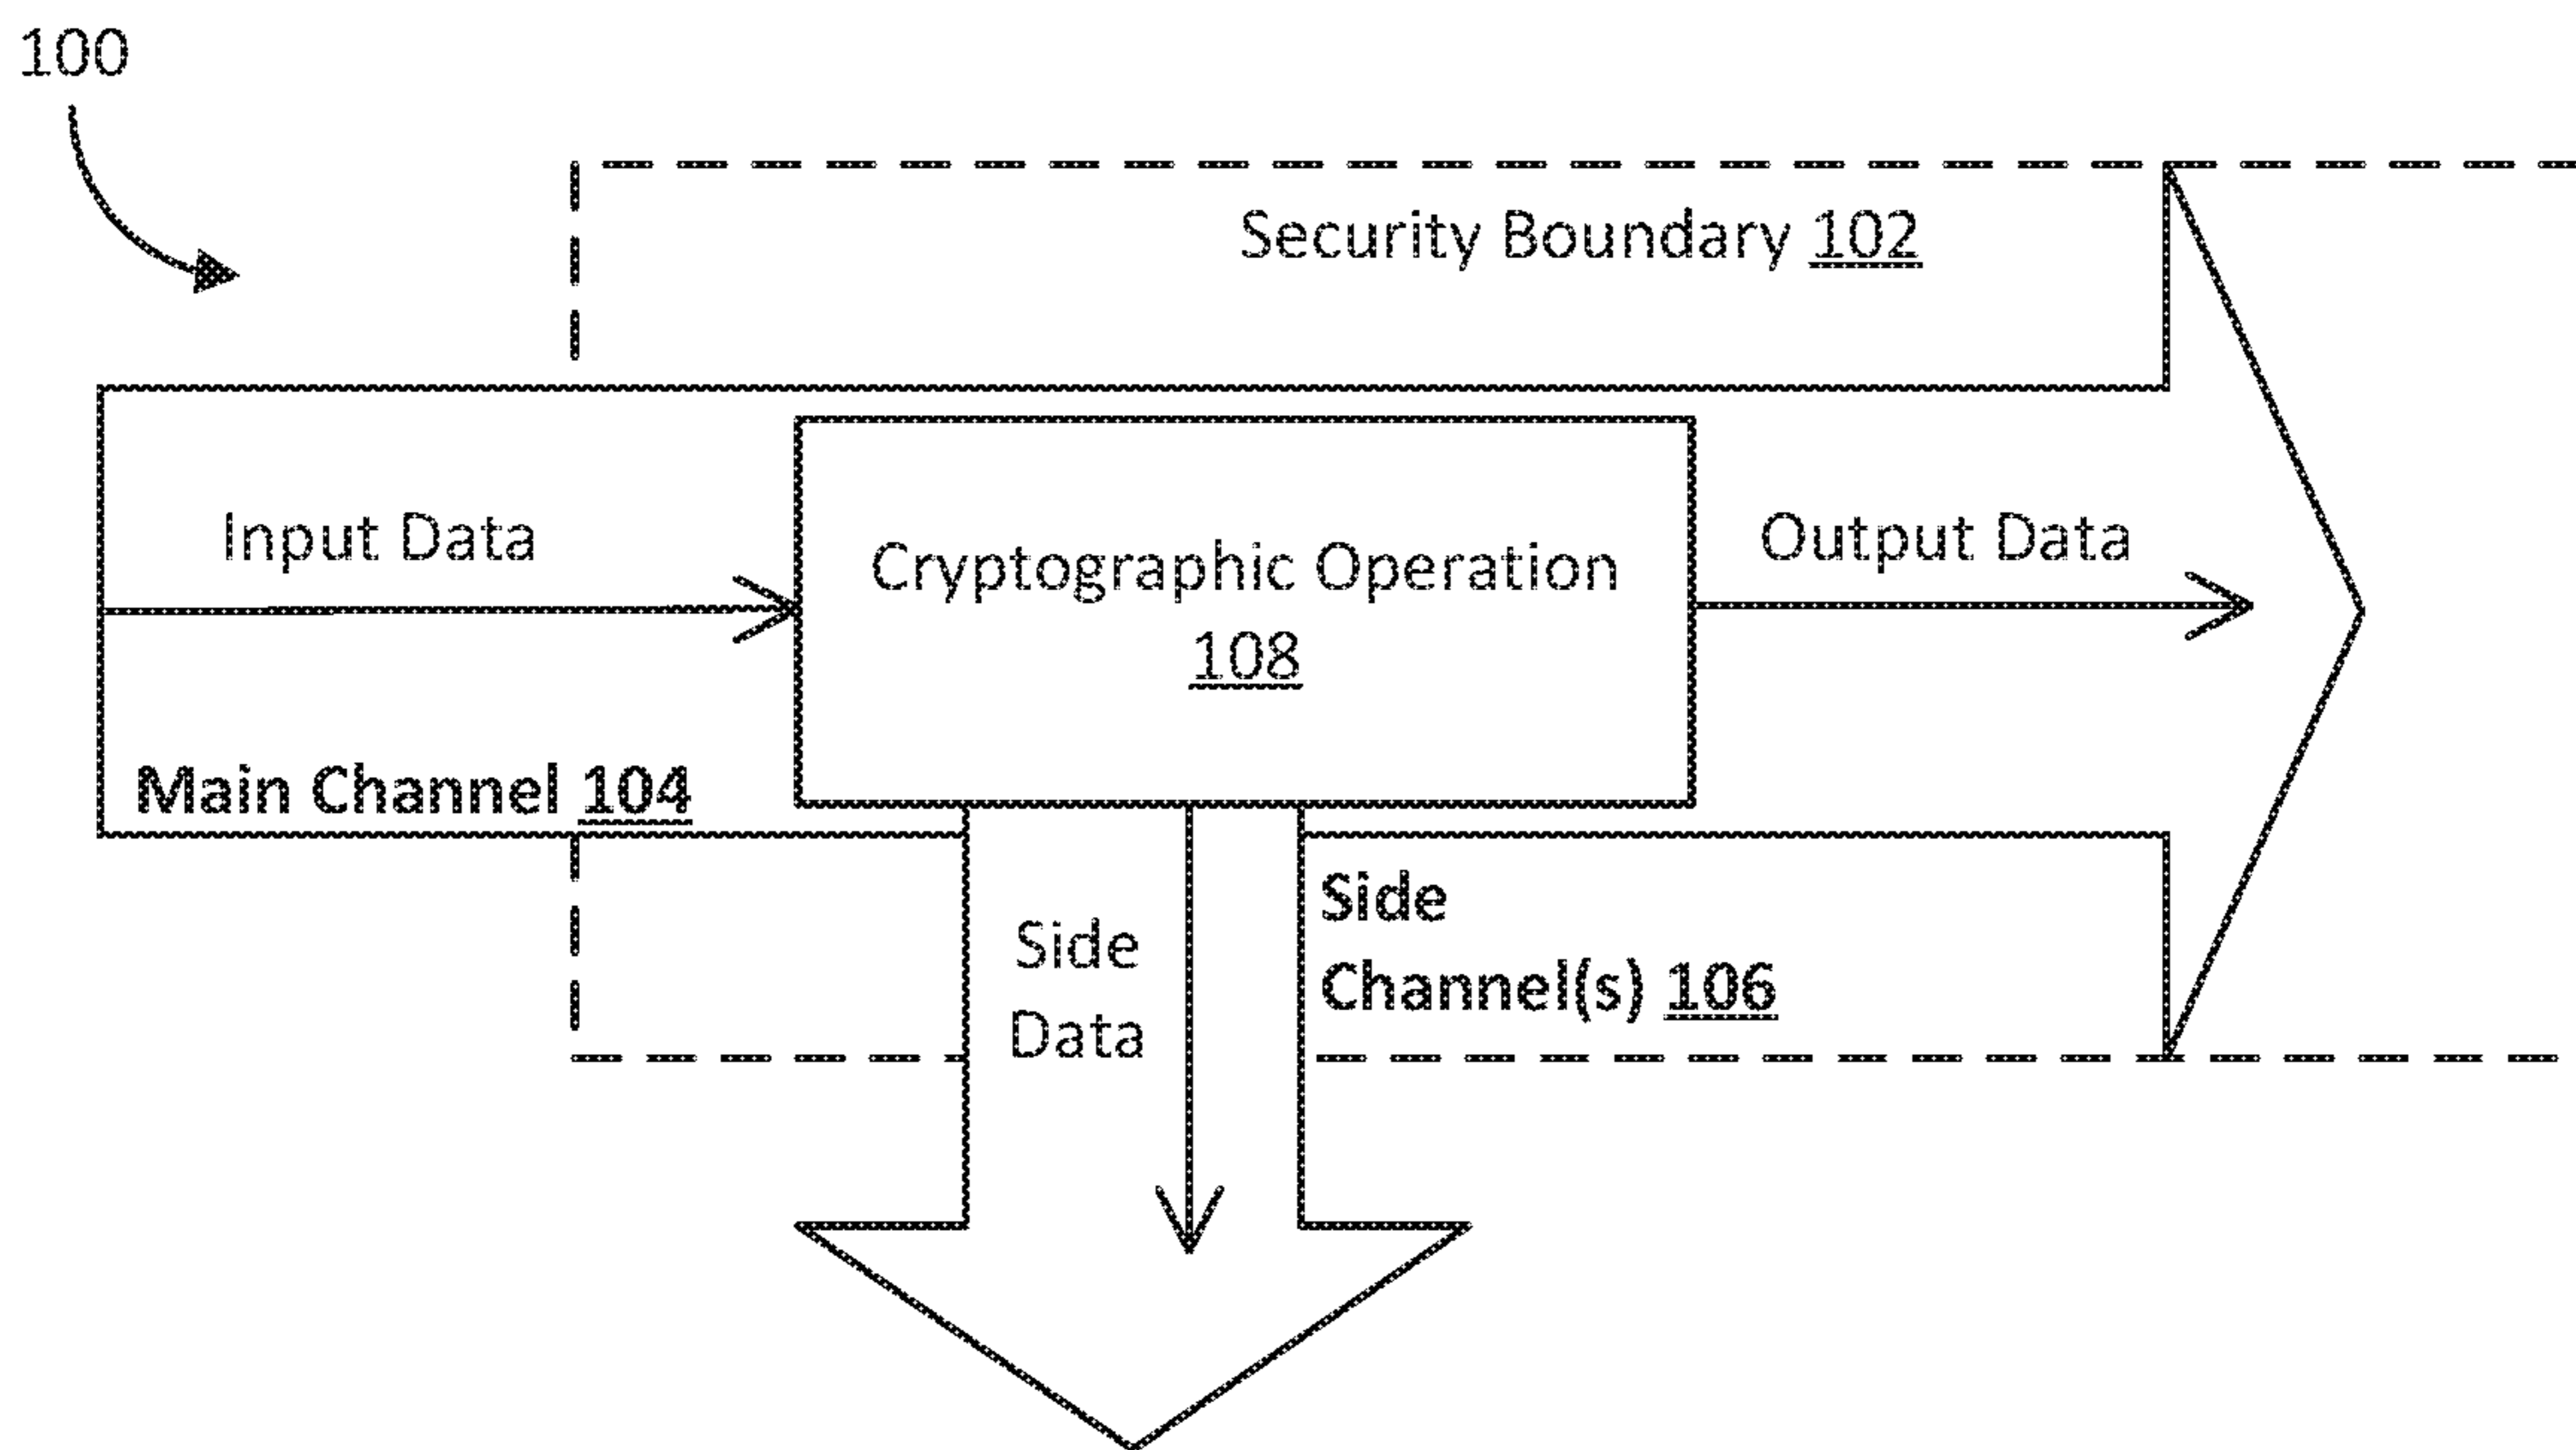 100
Security Boundary 102
Input Data
Cryptographic Operation
108
Output Data
Main Channel 104
Side
Data
Side
Channel(s) 106